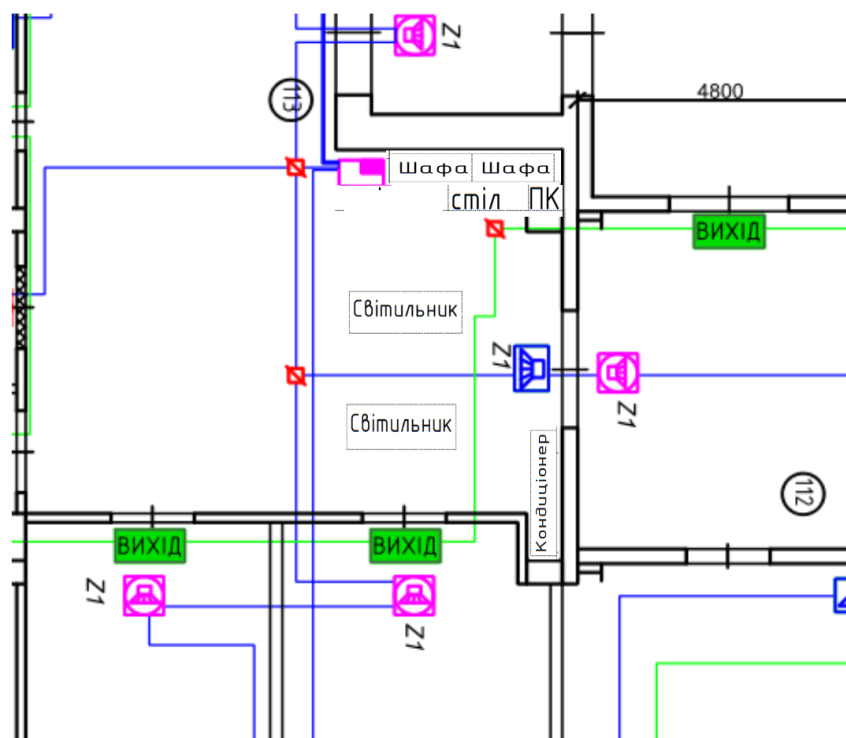 Z1
113
4800
Шафа Шафа
стіл ПК
ВИХІД
Світильник
Z1
Z1
Світильник
Кондиціонер
112
ВИХІД
ВИХІД
Z1
Z1